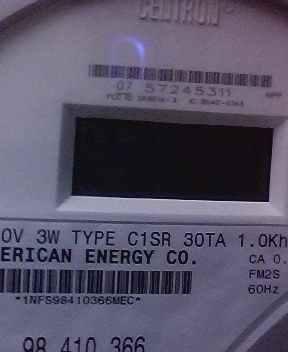 CENTRON®
07 57245311
0V 3W TYPE C1SR 30TA 1.0Kh
ERICAN ENERGY CO.
CA 0.
FM2S
*1NFS98410366MEC*
60Hz
98 410 366